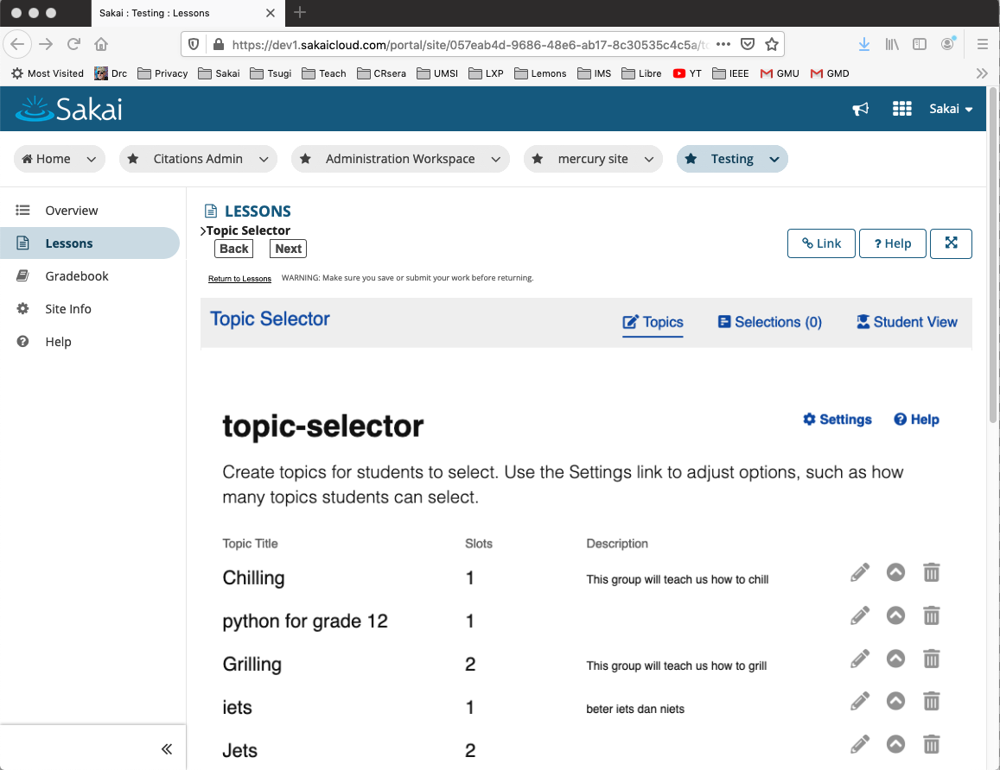 Sakai : Testing : Lessons
https://dev1.sakaicloud.com/portal/site/057eab4d-9686-48e6-ab17-8c30535c4c5a/to
Most Visited Drc Privacy Sakai Tsugi Teach CRsera UMSI LXP Lemons IMS Libre YT IEEE GMU GMD
Sakai Sakai
Home Citations Admin Administration Workspace mercury site Testing
Overview
Lessons
Gradebook
Site Info
Help
LESSONS
Topic Selector
Back Next
Link ? Help
Return to Lessons WARNING: Make sure you save or submit your work before returning.
Topic Selector Topics Selections (0) Student View
topic-selector Settings Help
Create topics for students to select. Use the Settings link to adjust options, such as how
many topics students can select.
Topic Title Slots Description
Chilling 1 This group will teach us how to chill
python for grade 12 1
Grilling 2 This group will teach us how to grill
iets 1 beter iets dan niets
Jets 2